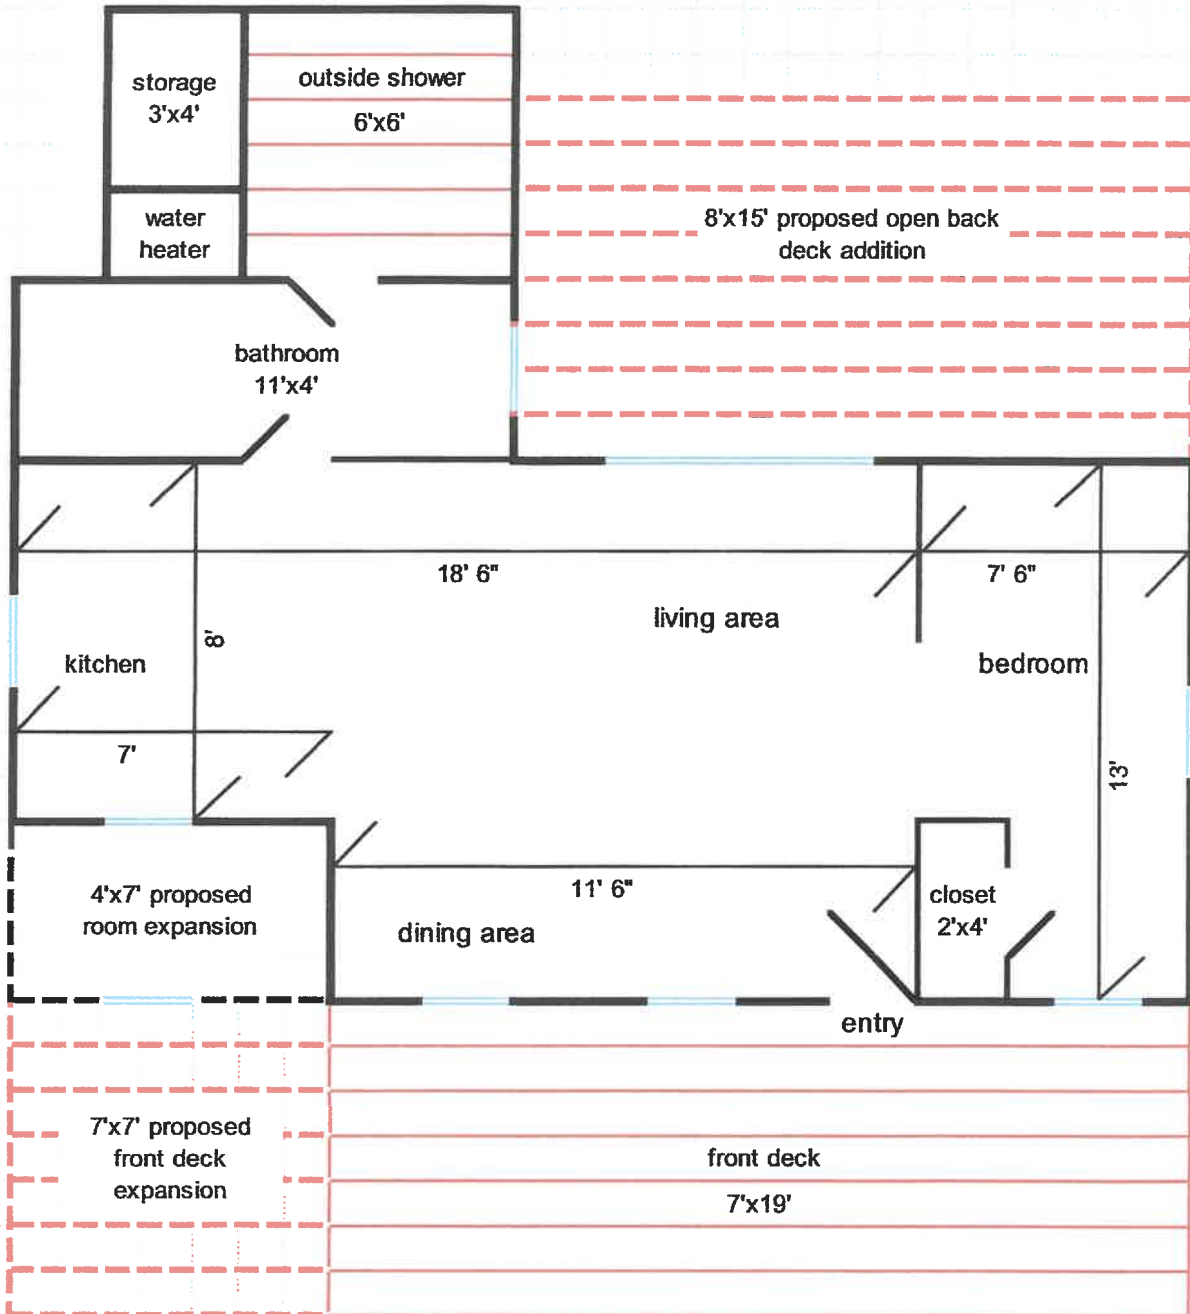 storage
3'x4'
outside shower
6'x6'
water
heater
8'x15' proposed open back
deck addition
bathroom
11'x4'
18' 6"
7' 6"
living area
8'
kitchen
bedroom
7'
13'
4'x7' proposed
room expansion
11' 6"
closet
2'x4'
dining area
entry
7'x7' proposed
front deck
expansion
front deck
7'x19'